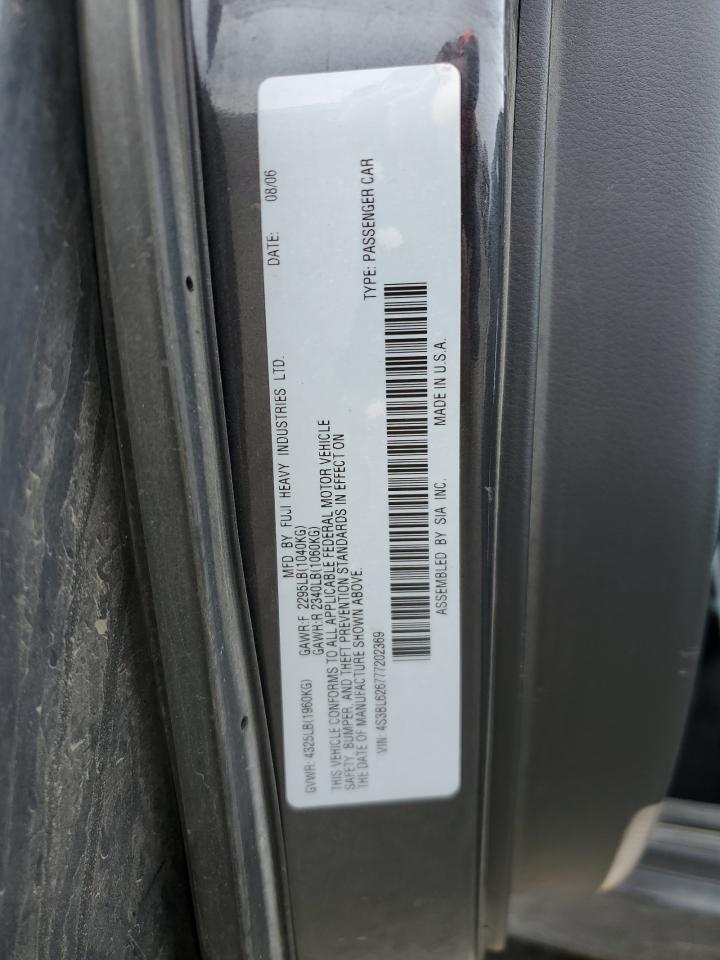 MFD BY FUJI HEAVY INDUSTRIES LTD. DATE: 08/06
GVWR: 4325LB(1960KG) GAWR:F 2295LB(1040KG)
GAWR:R 2340LB(1060KG)
THIS VEHICLE CONFORMS TO ALL APPLICABLE FEDERAL MOTOR VEHICLE
SAFETY, BUMPER, AND THEFT PREVENTION STANDARDS IN EFFECT ON
THE DATE OF MANUFACTURE SHOWN ABOVE.
VIN: 4S3BL626777202369 TYPE: PASSENGER CAR
ASSEMBLED BY SIA INC. MADE IN U.S.A.